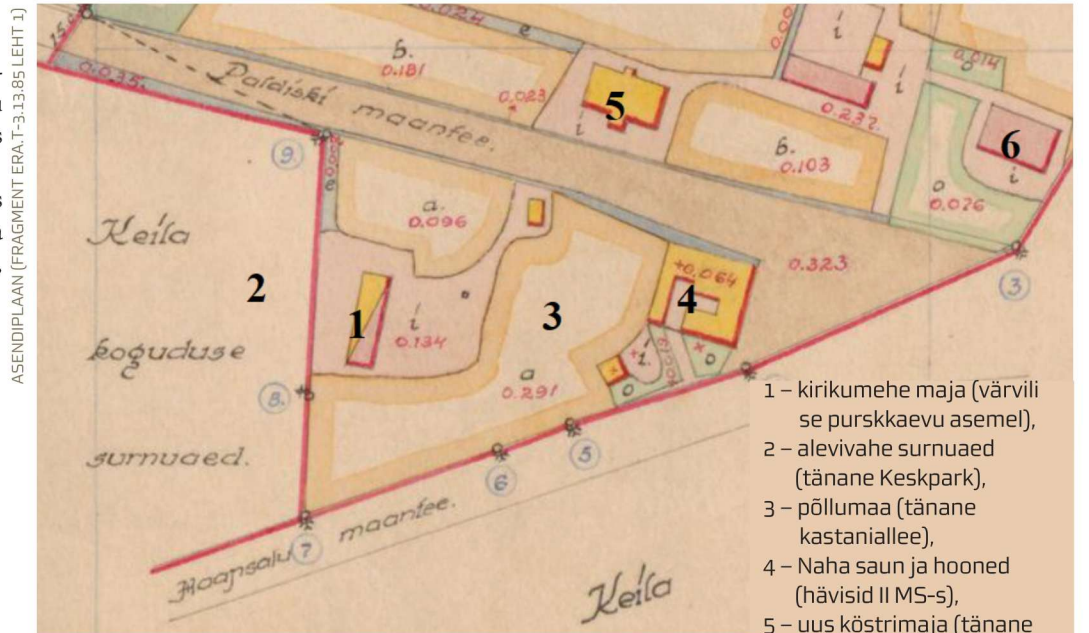 ASENDIPLAAN (FRAGMENT ERA.T-3.13.85 LEHT 1)
0.024
e
b.
0.181
0.023
5
i
i
0.014
o
i
0.237.
6
i
0.035.
Paldiski maantee.
b.
0.103
o
0.026
9.
e
a.
0.096
Keila
2
koguduse
surnuaed.
1
i
0.134
3
a
0.291
+0.064
4
0.323
3
+
i.
+
o
+
o
8.
5
6
7
Haapsalu maantee.
Keila
1 – kirikumehe maja (värvili
se purskkaevu asemel),
2 – alevivahe surnuaed
(tänane Keskpark),
3 – põllumaa (tänane
kastaniallee),
4 – Naha saun ja hooned
(hävisid II MS-s),
5 – uus köstrimaja (tänane